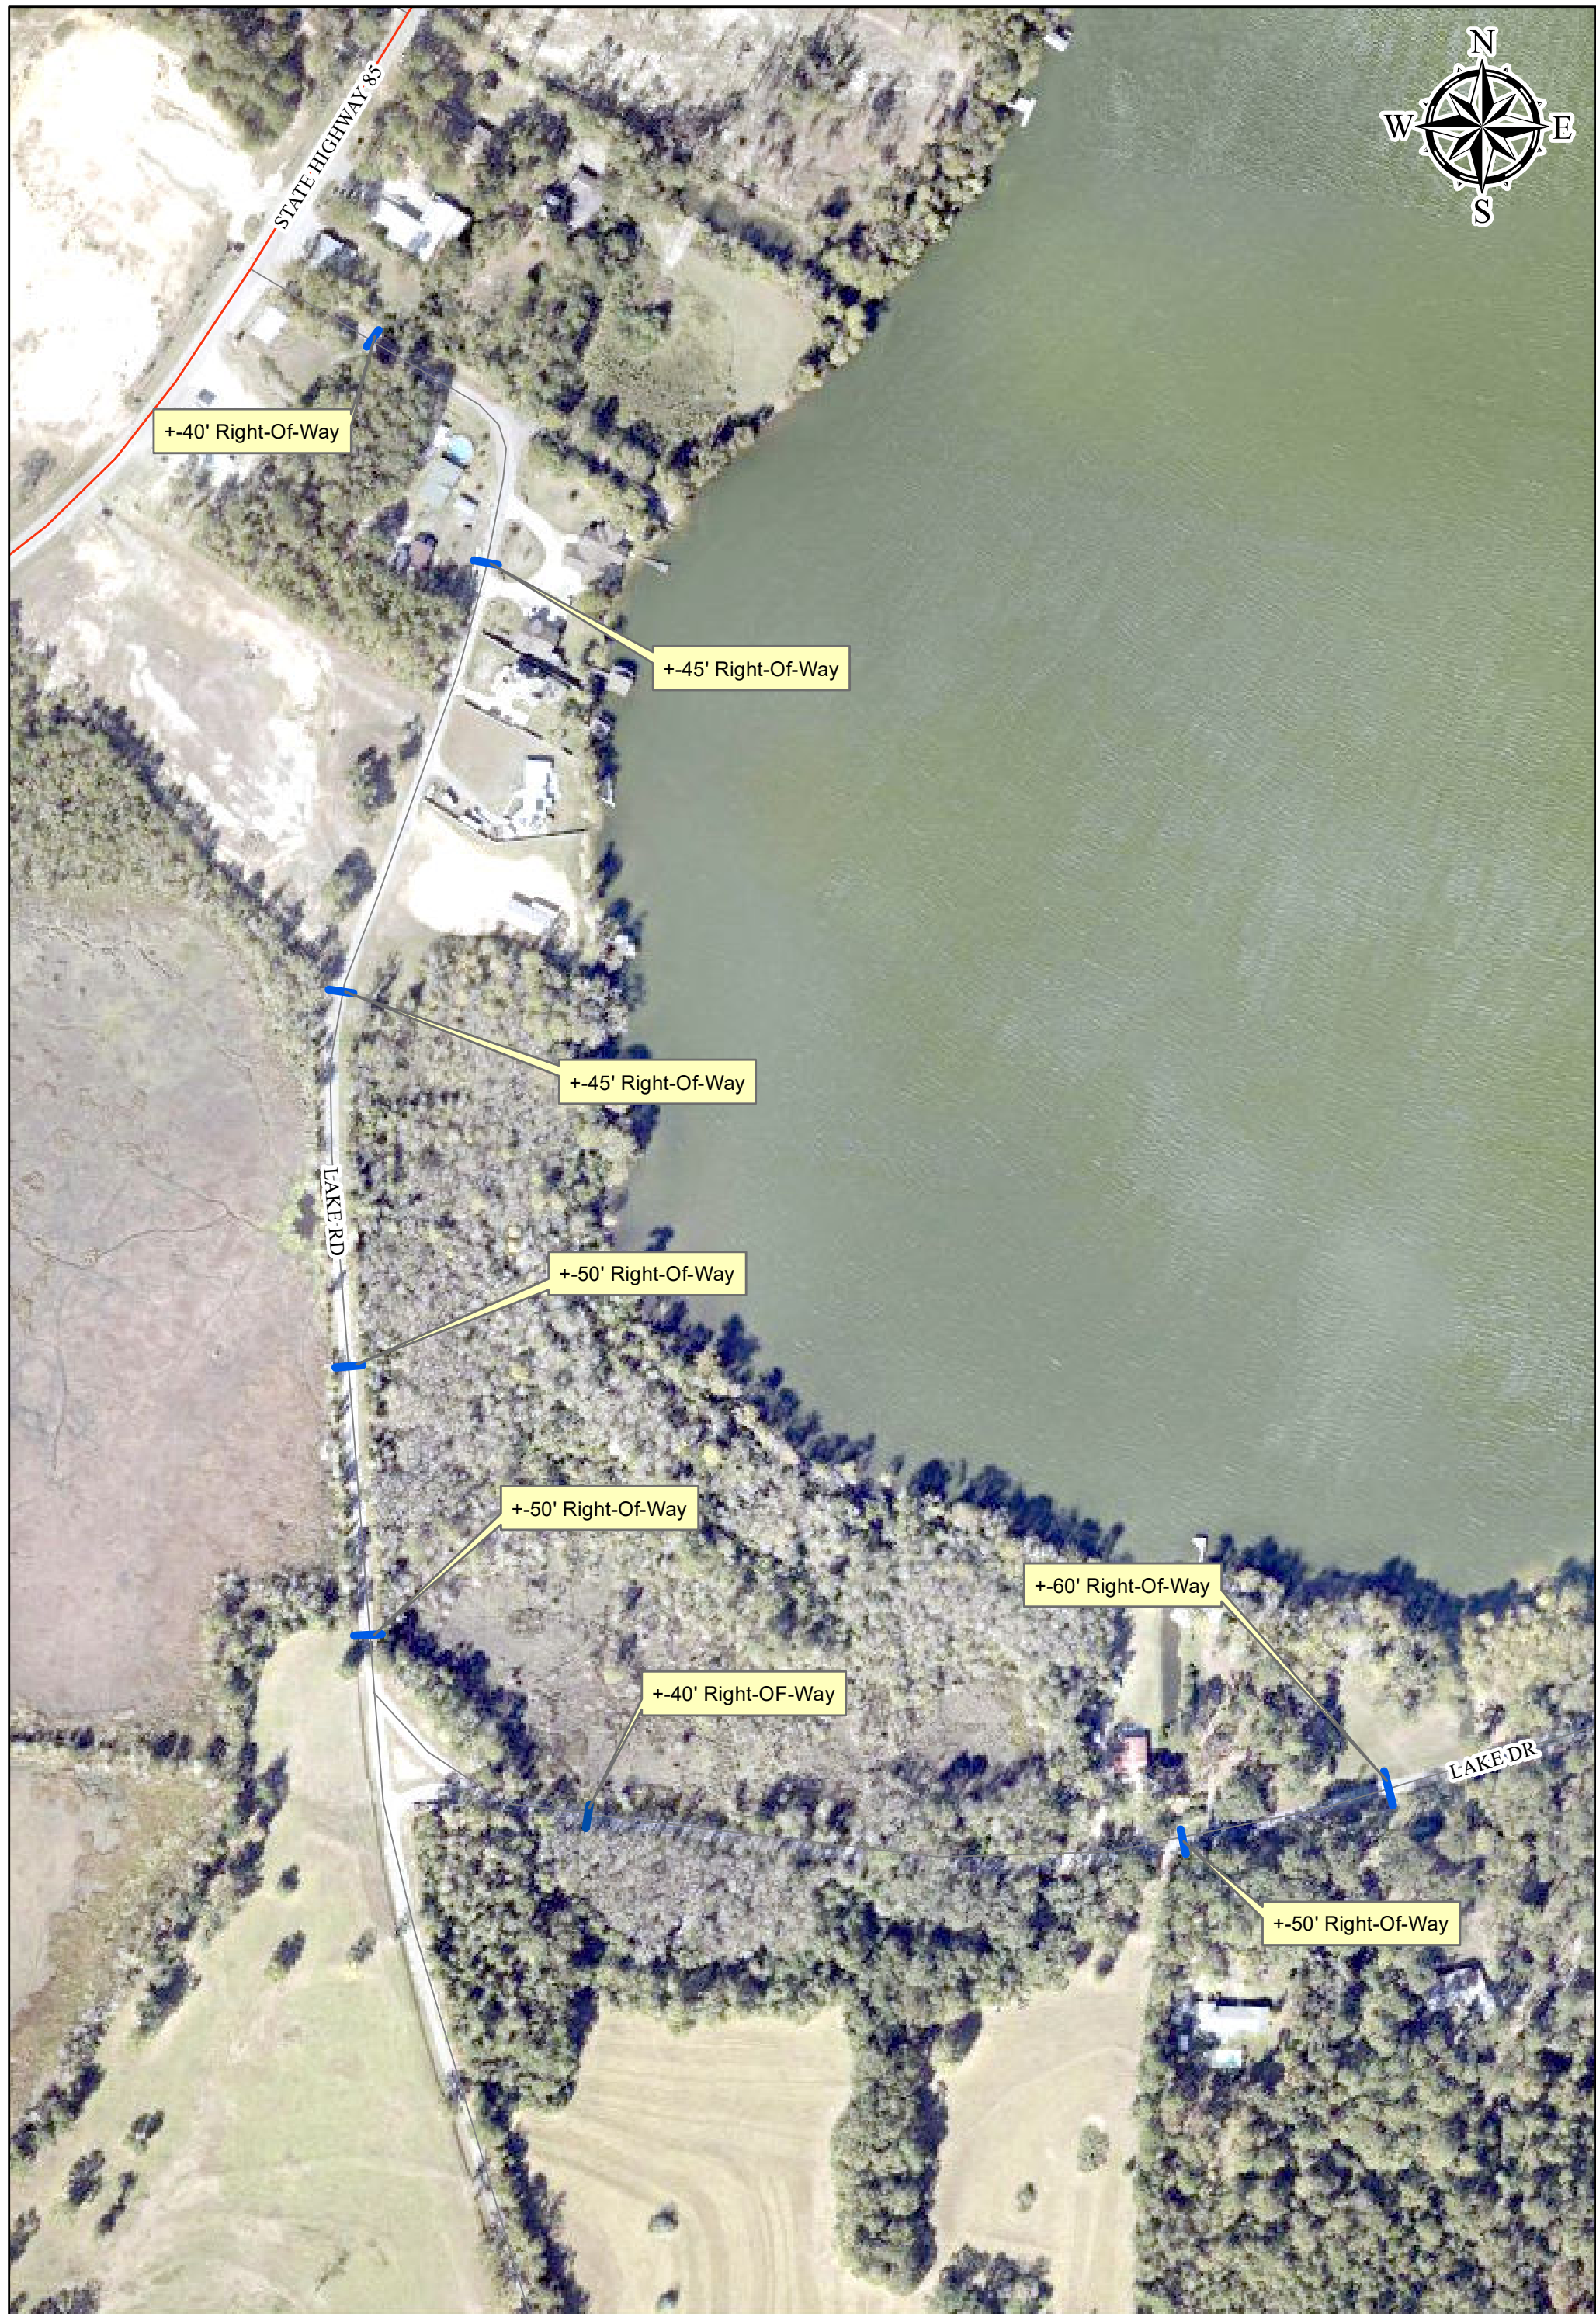 N
W E
S
STATE HIGHWAY 85
+-40' Right-Of-Way
+-45' Right-Of-Way
+-45' Right-Of-Way
LAKE RD
+-50' Right-Of-Way
+-50' Right-Of-Way
+-60' Right-Of-Way
+-40' Right-OF-Way
LAKE DR
+-50' Right-Of-Way